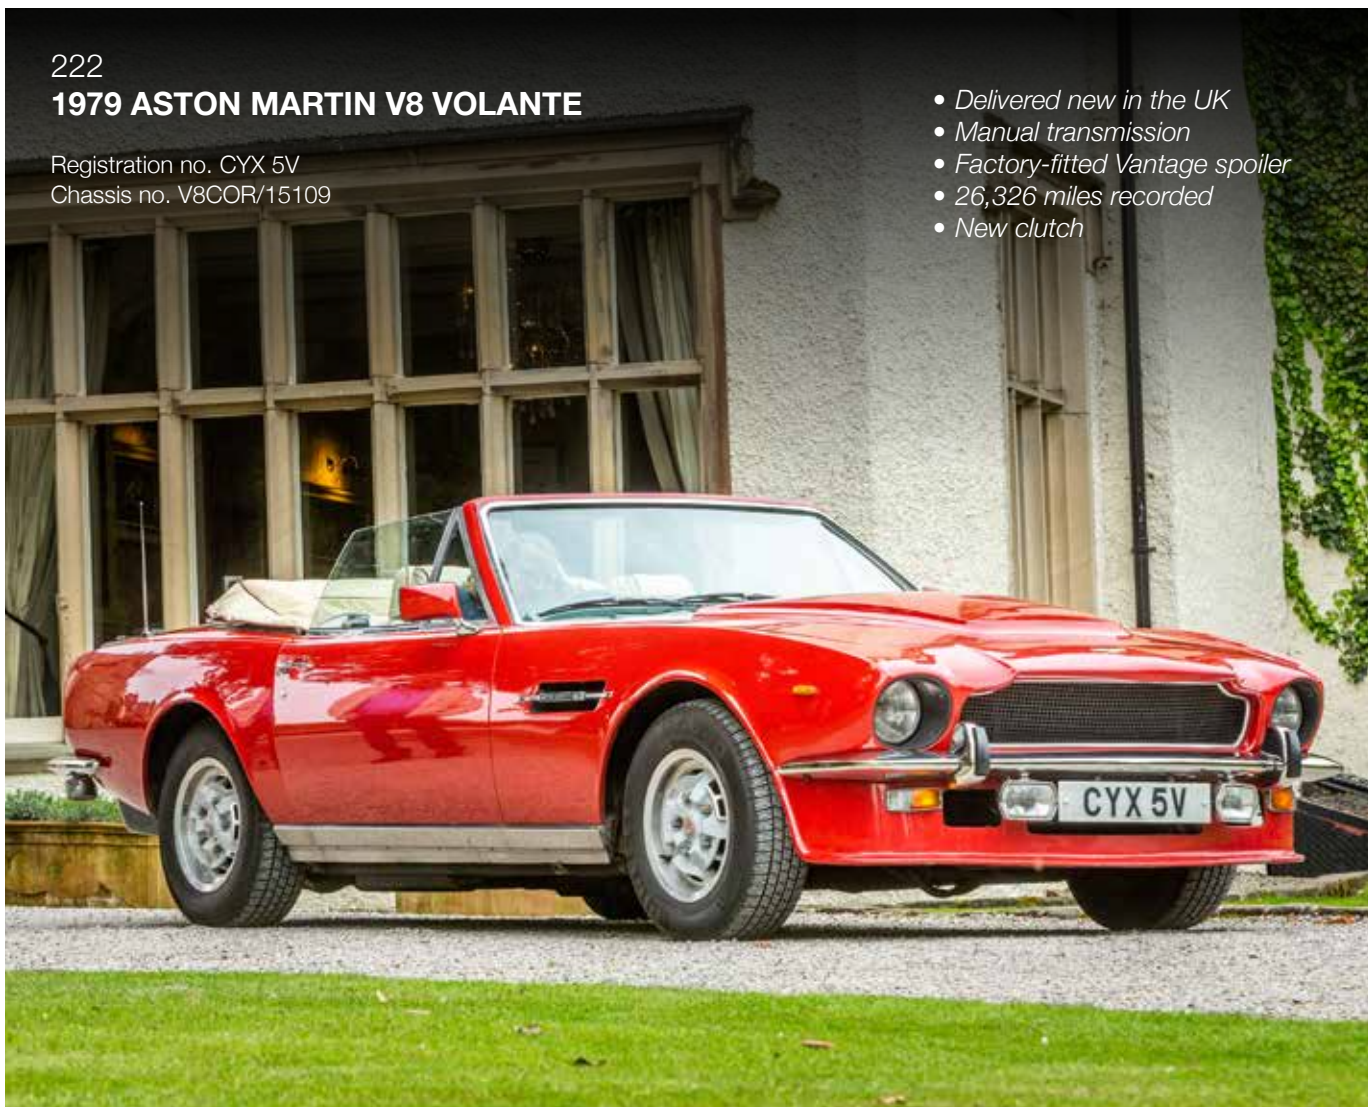 222
1979 ASTON MARTIN V8 VOLANTE
Registration no. CYX 5V
Chassis no. V8COR/15109
• Delivered new in the UK
• Manual transmission
• Factory-fitted Vantage spoiler
• 26,326 miles recorded
• New clutch
CYX 5V